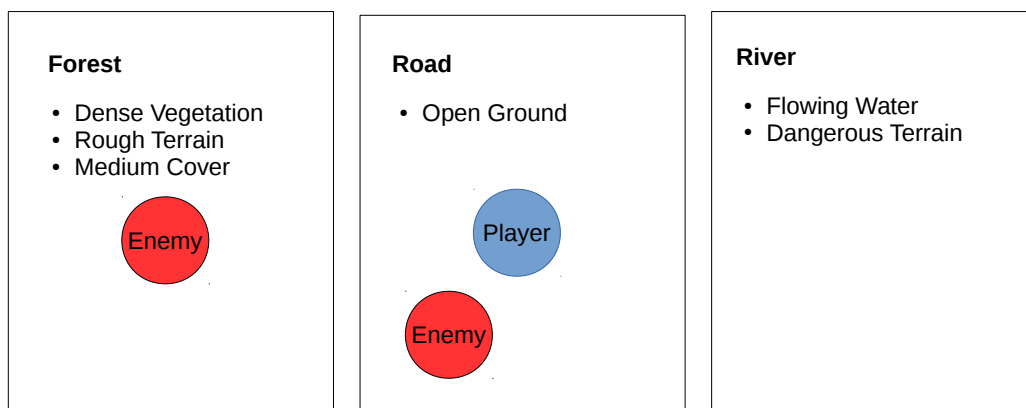 Forest
• Dense Vegetation
• Rough Terrain
• Medium Cover
Enemy
Road
• Open Ground
Player
Enemy
River
• Flowing Water
• Dangerous Terrain